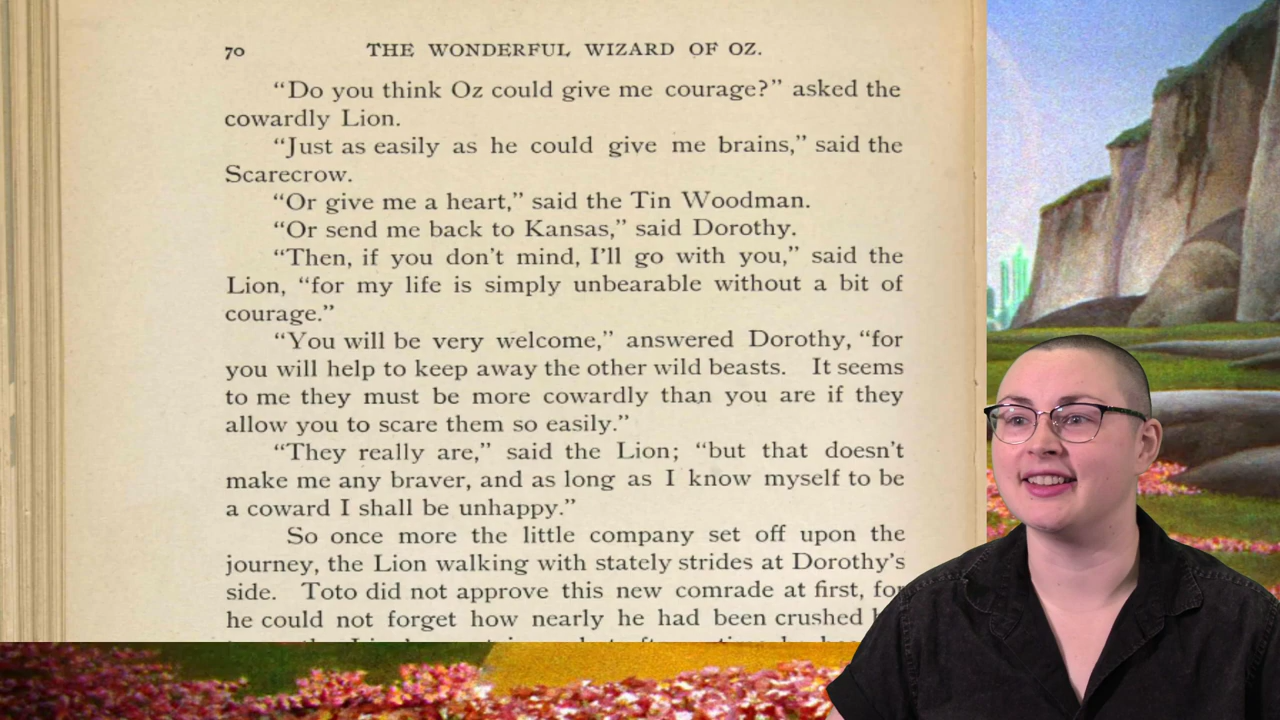 70 THE WONDERFUL WIZARD OF OZ.
“Do you think Oz could give me courage?” asked the
cowardly Lion.
“Just as easily as he could give me brains,” said the
Scarecrow.
“Or give me a heart,” said the Tin Woodman.
“Or send me back to Kansas,” said Dorothy.
“Then, if you don’t mind, I’ll go with you,” said the
Lion, “for my life is simply unbearable without a bit of
courage.”
“You will be very welcome,” answered Dorothy, “for
you will help to keep away the other wild beasts. It seems
to me they must be more cowardly than you are if they
allow you to scare them so easily.”
“They really are,” said the Lion; “but that doesn’t
make me any braver, and as long as I know myself to be
a coward I shall be unhappy.”
So once more the little company set off upon the
journey, the Lion walking with stately strides at Dorothy’s
side. Toto did not approve this new comrade at first, for
he could not forget how nearly he had been crushed